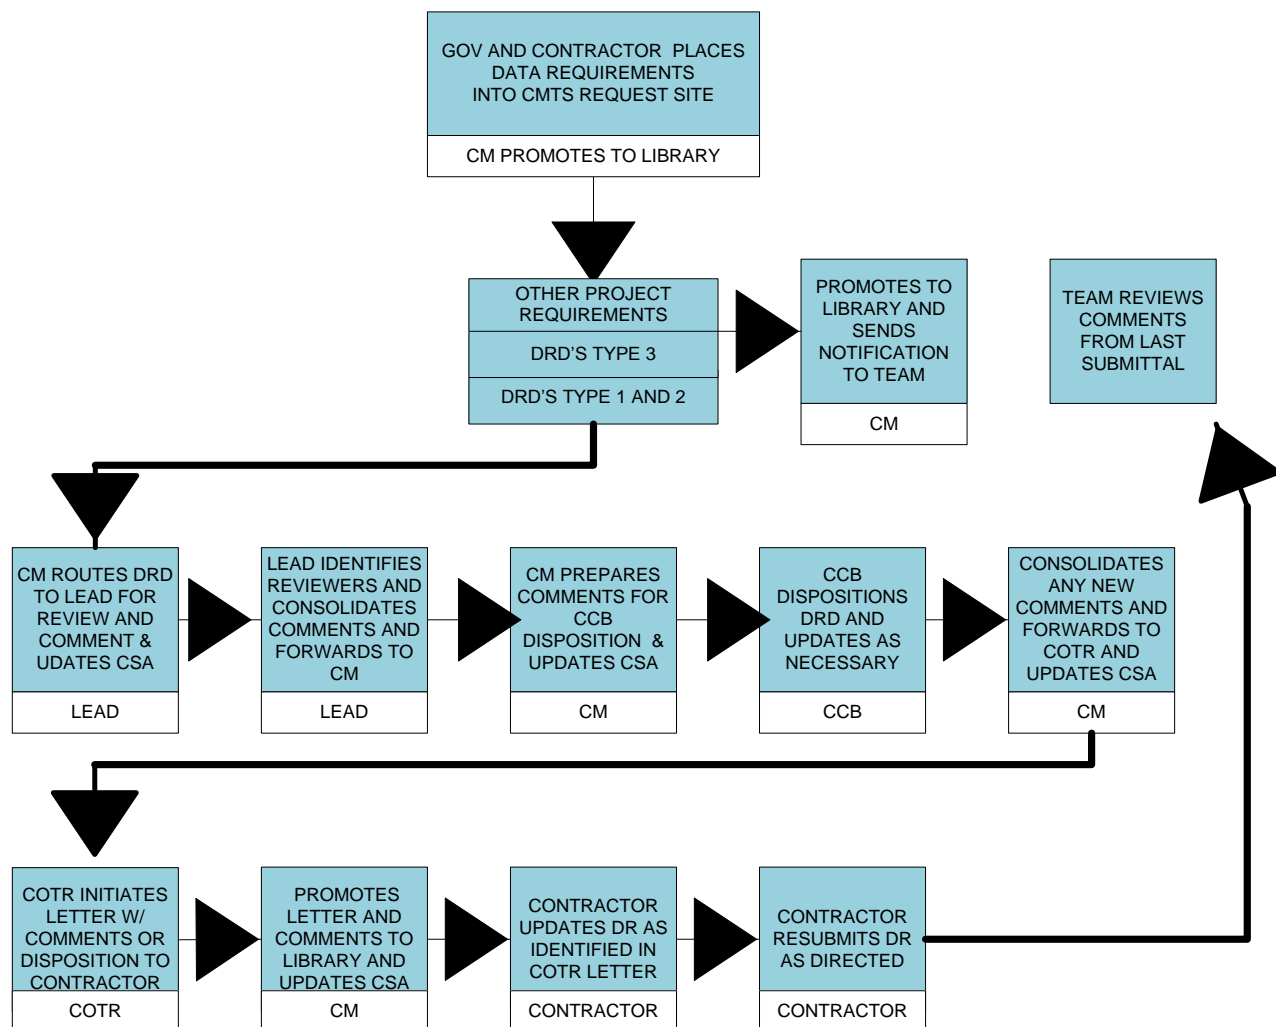 GOV AND CONTRACTOR PLACES
DATA REQUIREMENTS
INTO CMTS REQUEST SITE
CM PROMOTES TO LIBRARY
OTHER PROJECT
REQUIREMENTS
DRD'S TYPE 3
DRD'S TYPE 1 AND 2
PROMOTES TO
LIBRARY AND
SENDS
NOTIFICATION
TO TEAM
CM
TEAM REVIEWS
COMMENTS
FROM LAST
SUBMITTAL
CM ROUTES DRD
TO LEAD FOR
REVIEW AND
COMMENT &
UDATES CSA
LEAD
LEAD IDENTIFIES
REVIEWERS AND
CONSOLIDATES
COMMENTS AND
FORWARDS TO
CM
LEAD
CM PREPARES
COMMENTS FOR
CCB
DISPOSITION &
UPDATES CSA
CM
CCB
DISPOSITIONS
DRD AND
UPDATES AS
NECESSARY
CCB
CONSOLIDATES
ANY NEW
COMMENTS AND
FORWARDS TO
COTR AND
UPDATES CSA
CM
COTR INITIATES
LETTER W/
COMMENTS OR
DISPOSITION TO
CONTRACTOR
COTR
PROMOTES
LETTER AND
COMMENTS TO
LIBRARY AND
UPDATES CSA
CM
CONTRACTOR
UPDATES DR AS
IDENTIFIED IN
COTR LETTER
CONTRACTOR
CONTRACTOR
RESUBMITS DR
AS DIRECTED
CONTRACTOR